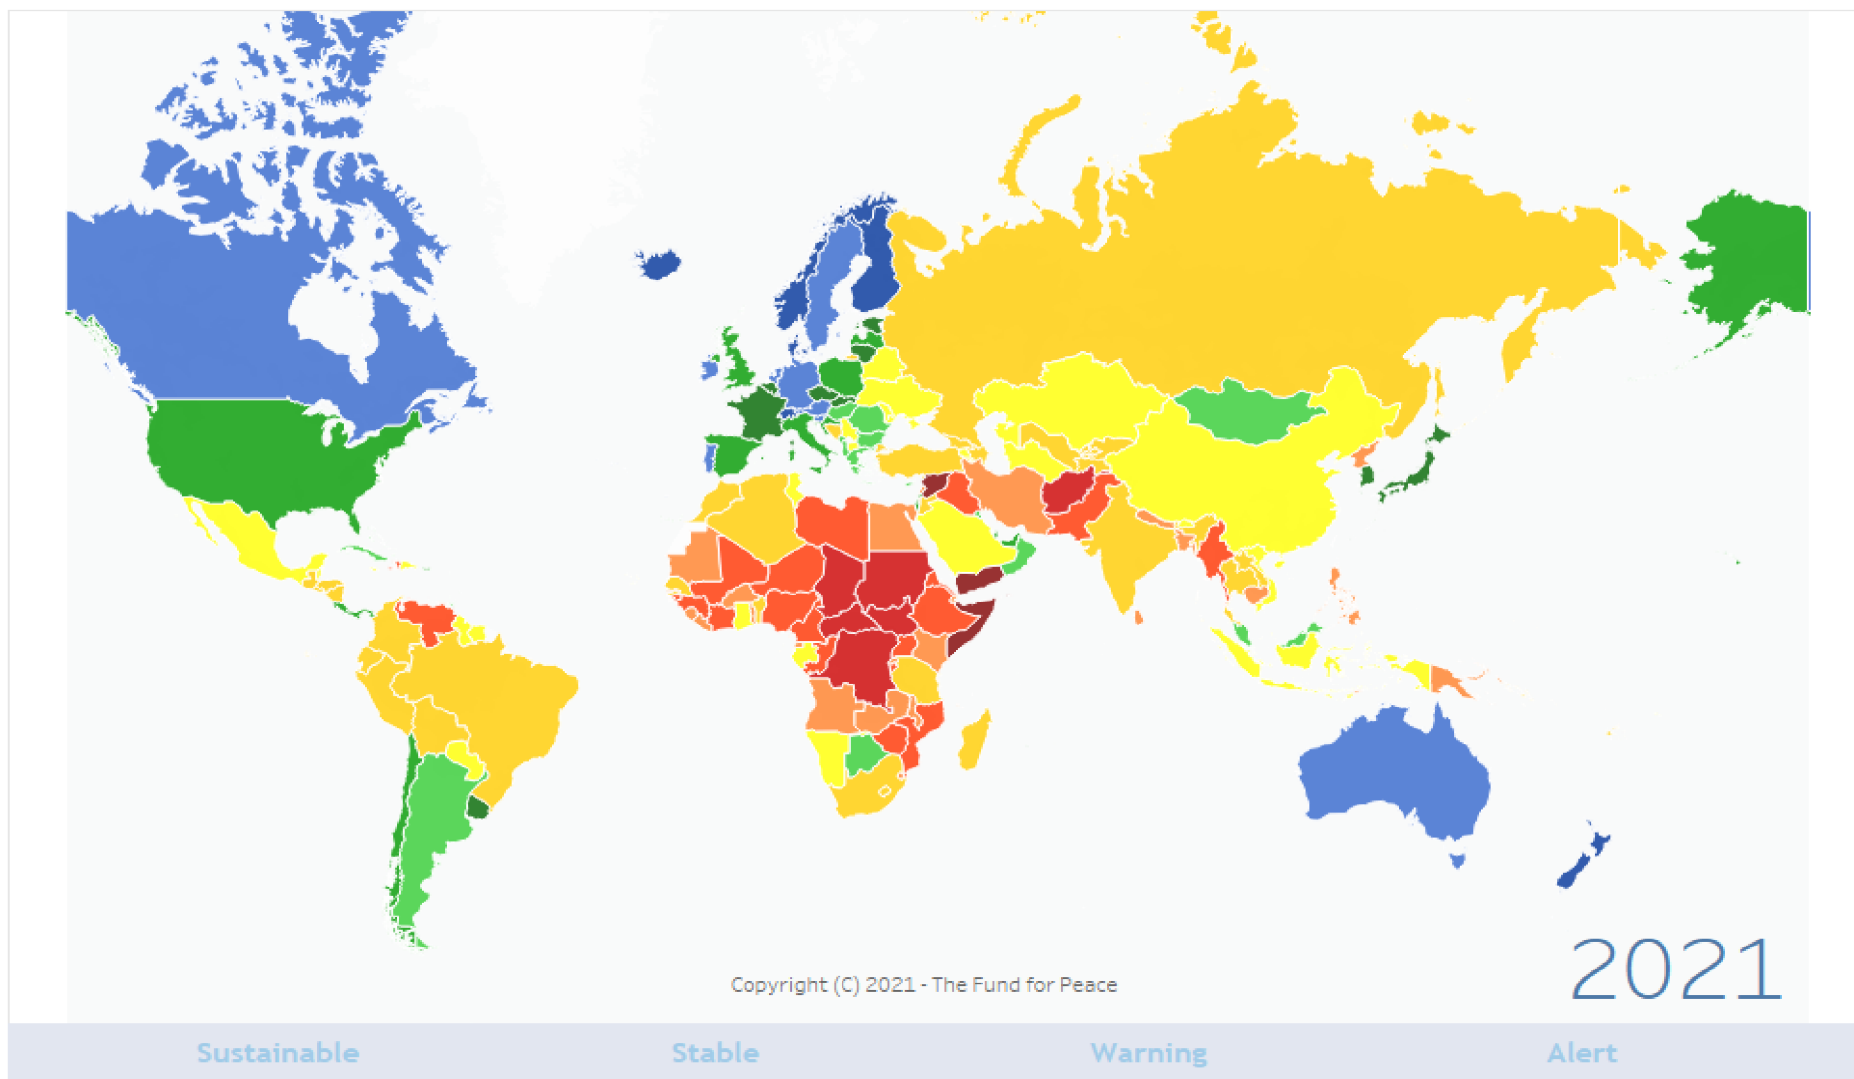 2021
Copyright (C) 2021 - The Fund for Peace
Sustainable Stable Warning Alert